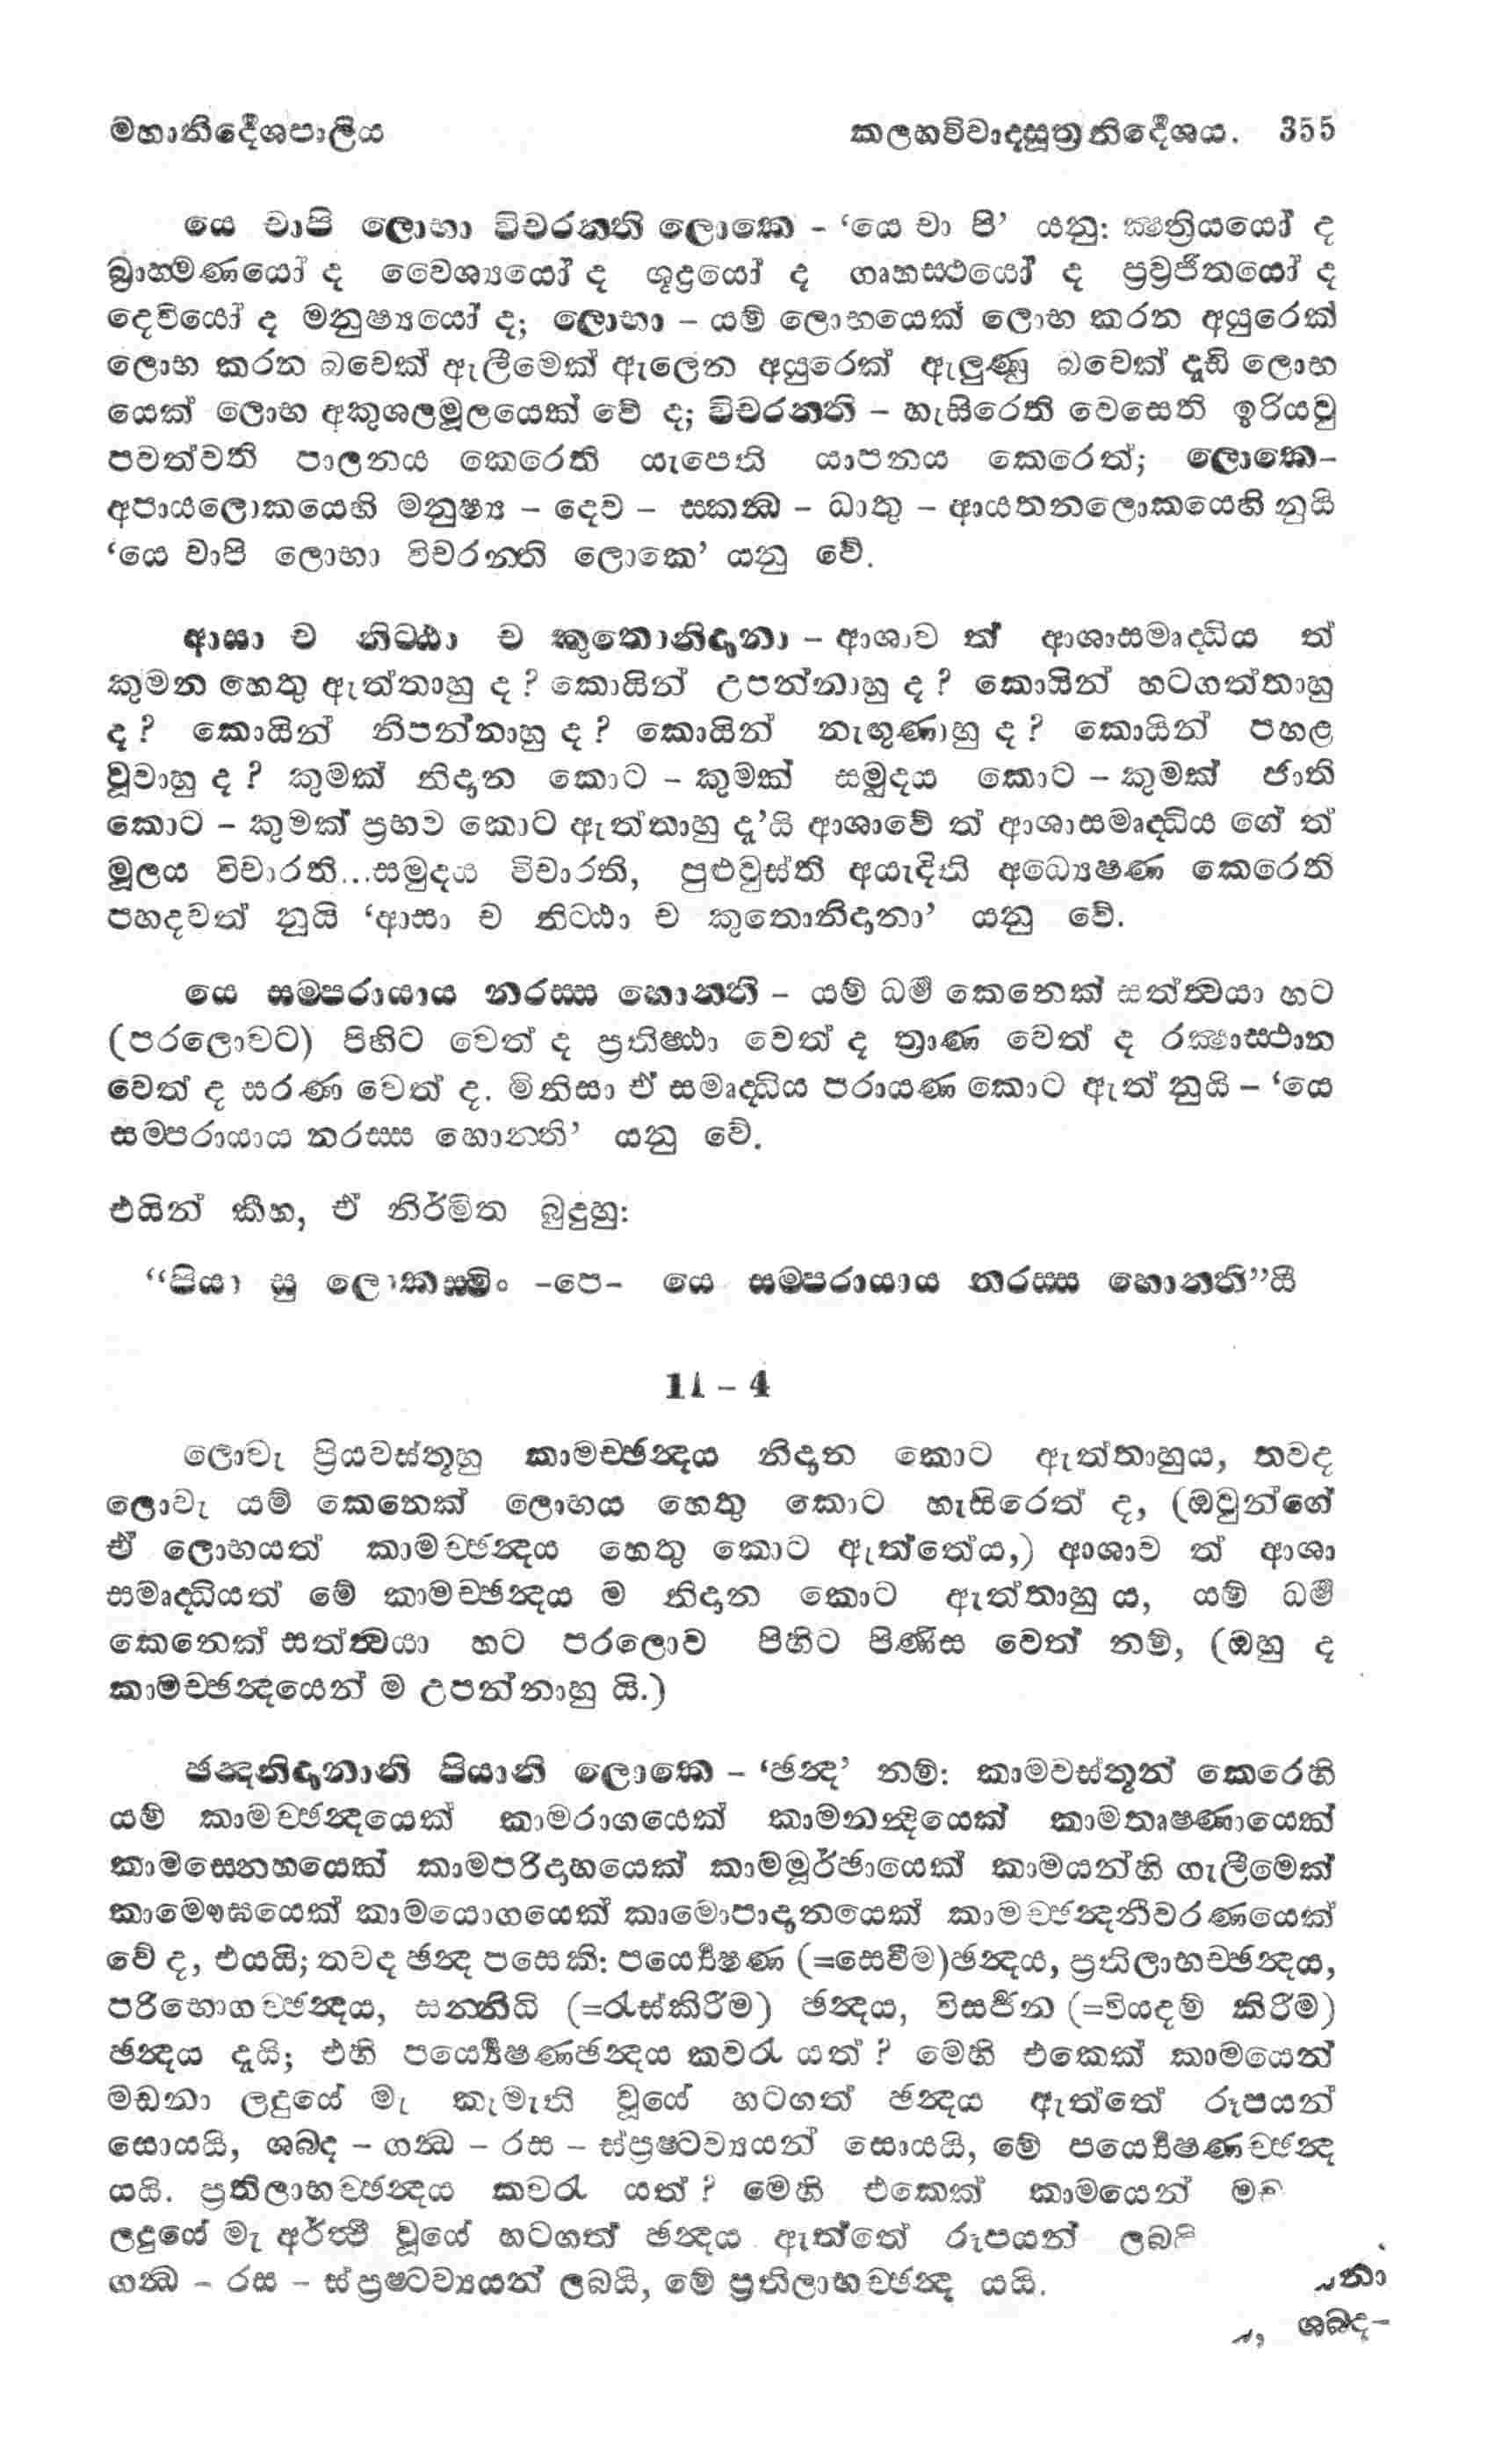 මහානිර්‍දෙශපාලිය කලහවිවාදසූත්‍රනිර්‍දෙශය. 355
යෙ චාපි ලොභා විචරන්ති ලොකෙ – ‘යෙ චා පි’ යනු: ක්‍ෂත්‍රියයෝ ද
බ්‍රාහ්මණයෝ ද වෛශ්‍යයෝ ද ශූද්‍රයෝ ද ගෘහස්ථයෝ ද ප්‍රව්‍රජිතයෝ ද
දෙවියෝ ද මනුෂ්‍යයෝ ද; ලොභා – යම් ලොභයෙක් ලොභ කරන අයුරෙක්
ලොභ කරන බවෙක් ඇලීමෙක් ඇලෙන අයුරෙක් ඇලුණු බවෙක් දැඩි ලොභ
යෙක් ලොභ අකුශලමූලයෙක් වේ ද; විචරන්ති – හැසිරෙති වෙසෙති ඉරියවු
පවත්වති පාලනය කෙරෙති යැපෙති යාපනය කෙරෙත්; ලොකෙ–
අපායලොකයෙහි මනුෂ්‍ය – දෙව – ස්කන්‍ධ – ධාතු – ආයතනලොකයෙහි නුයි
‘යෙ චාපි ලොභා විචරන්ති ලොකෙ’ යනු වේ.
ආසා ච නිට්ඨා ච කුතොනිදානා – ආශාව ත් ආශාසමෘද්ධිය ත්
කුමන හෙතු ඇත්තාහු ද? කොයින් උපන්නාහු ද? කොයින් හටගත්තාහු
ද? කොයින් නිපන්නාහු ද? කොයින් නැඟුණාහු ද? කොයින් පහළ
වූවාහු ද? කුමක් නිදාන කොට – කුමක් සමුදය කොට – කුමක් ජාති
කොට – කුමක් ප්‍රභව කොට ඇත්තාහු දැ’යි ආශාවේ ත් ආශාසමෘද්ධිය ගේ ත්
මූලය විචාරති...සමුදය විචාරති, පුළුවුස්ති අයැදිති අධ්‍යෙෂණ කෙරෙති
පහදවත් නුයි ‘ආසා ච නිට්ඨා ච කුතොනිදානා’ යනු වේ.
යෙ සම්පරායාය නරස්ස හොන්ති – යම් ධර්‍ම කෙනෙක් සත්ත්‍වයා හට
(පරලොවට) පිහිට වෙත් ද ප්‍රතිෂ්ඨා වෙත් ද ත්‍රාණ වෙත් ද රක්‍ෂාස්ථාන
වෙත් ද සරණ වෙත් ද. මිනිසා ඒ සමෘද්ධිය පරායණ කොට ඇත් නුයි – ‘යෙ
සම්පරායාය නරස්ස හොන්ති’ යනු වේ.
එයින් කීහ, ඒ නිර්මිත බුදුහු:
“පියා සු ලොකස්මිං –පෙ– යෙ සම්පරායාය නරස්ස හොන්ති”යී
11 – 4
ලොවැ ප්‍රියවස්තූහු කාමච්ඡන්‍දය නිදාන කොට ඇත්තාහුය, තවද
ලොවැ යම් කෙනෙක් ලොභය හෙතු කොට හැසිරෙත් ද, (ඔවුන්ගේ
ඒ ලොභයත් කාමච්ඡන්‍දය හෙතු කොට ඇත්තේය,) ආශාව ත් ආශා
සමෘද්ධියත් මේ කාමච්ඡන්‍දය ම නිදාන කොට ඇත්තාහු ය, යම් ධර්‍ම
කෙනෙක් සත්ත්‍වයා හට පරලොව පිහිට පිණිස වෙත් නම්, (ඔහු ද
කාමච්ඡන්‍දයෙන් ම උපන්නාහු යි.)
ඡන්‍දනිදානානි පියානි ලොකෙ – ‘ඡන්‍ද’ නම්: කාමවස්තූන් කෙරෙහි
යම් කාමච්ඡන්‍දයෙක් කාමරාගයෙක් කාමනන්‍දියෙක් කාමතෘෂ්ණායෙක්
කාමස්නෙහයෙක් කාමපරිදාහයෙක් කාමමූර්ඡායෙක් කාමයන්හි ගැලීමෙක්
කාමෞඝයෙක් කාමයොගයෙක් කාමොපාදානයෙක් කාමච්ඡන්‍දනීවරණයෙක්
වේ ද, එයයි; තවද ඡන්‍ද පසෙකි: පර්‍ය්‍යෙෂණ (=සෙවීම)ඡන්‍දය, ප්‍රතිලාභච්ඡන්‍දය,
පරිභොගච්ඡන්‍දය, සන්නිධි (=රැස්කිරීම) ඡන්‍දය, විසර්‍ජන (=වියදම් කිරීම)
ඡන්‍දය දැයි; එහි පර්‍ය්‍යෙෂණඡන්‍දය කවරැ යත්? මෙහි එකෙක් කාමයෙන්
මඬනා ලදුයේ මැ කැමැති වූයේ හටගත් ඡන්‍දය ඇත්තේ රූපයන්
සොයයි, ශබ්ද – ගන්‍ධ – රස – ස්ප්‍රෂ්ටව්‍යයන් සොයයි, මේ පර්‍ය්‍යෙෂණච්ඡන්‍ද
යයි. ප්‍රතිලාභච්ඡන්‍දය කවරැ යත්? මෙහි එකෙක් කාමයෙන්
ලදුයේ මැ අර්ත්‍ථි වූයේ හටගත් ඡන්‍දය ඇත්තේ රූපයන්
ගන්‍ධ – රස – ස්ප්‍රෂ්ටව්‍යයන් ලබයි, මේ ප්‍රතිලාභච්ඡන්‍ද යයි.
නා
ශබ්ද–